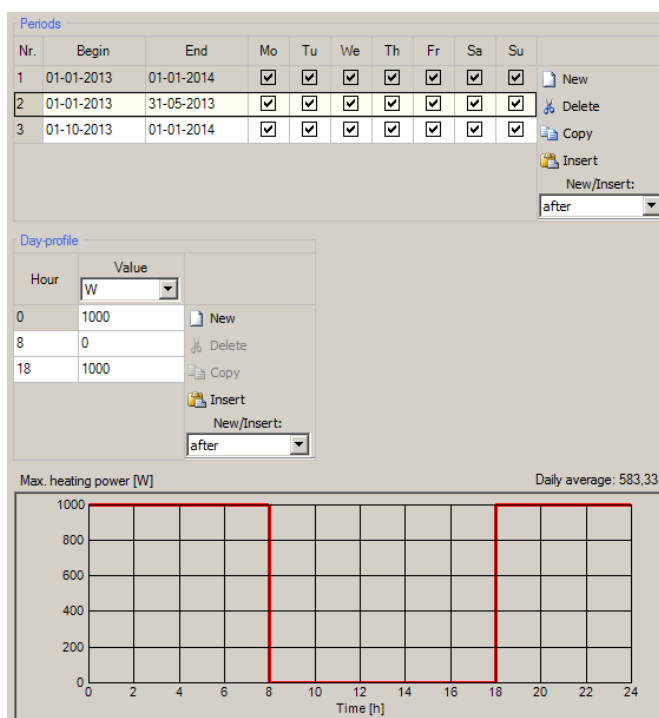 Periods
Nr. Begin End Mo Tu We Th Fr Sa Su
1 01-01-2013 01-01-2014
New
2 01-01-2013 31-05-2013
Delete
3 01-10-2013 01-01-2014
Copy
Insert
New/Insert:
after
Day-profile
Hour Value
W
0 1000 New
8 0 Delete
18 1000 Copy
Insert
New/Insert:
after
Max. heating power [W] Daily average: 583,33
1000
800
600
400
200
0
0 2 4 6 8 10 12 14 16 18 20 22 24
Time [h]